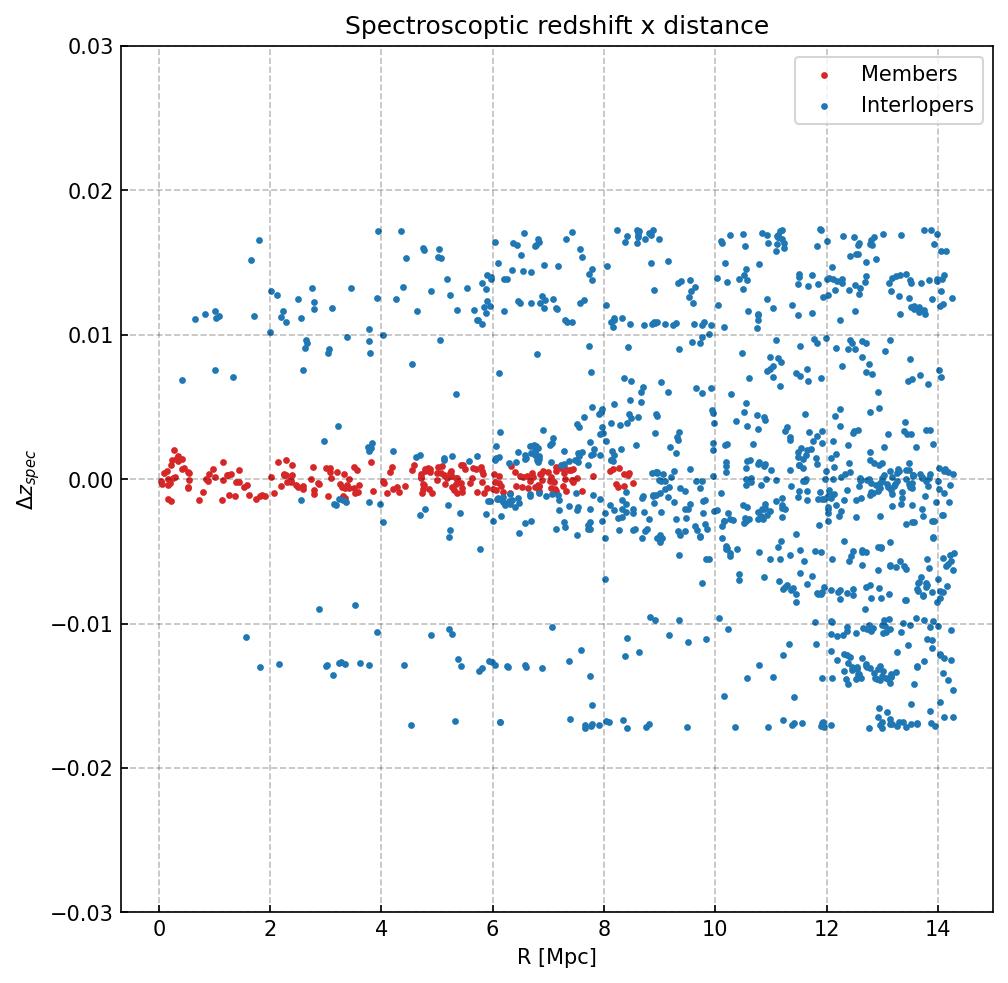 Spectroscoptic redshift x distance
Members
Interlopers
0.03
0.02
0.01
0.00
−0.01
−0.02
−0.03
Δz_spec
0 2 4 6 8 10 12 14
R [Mpc]